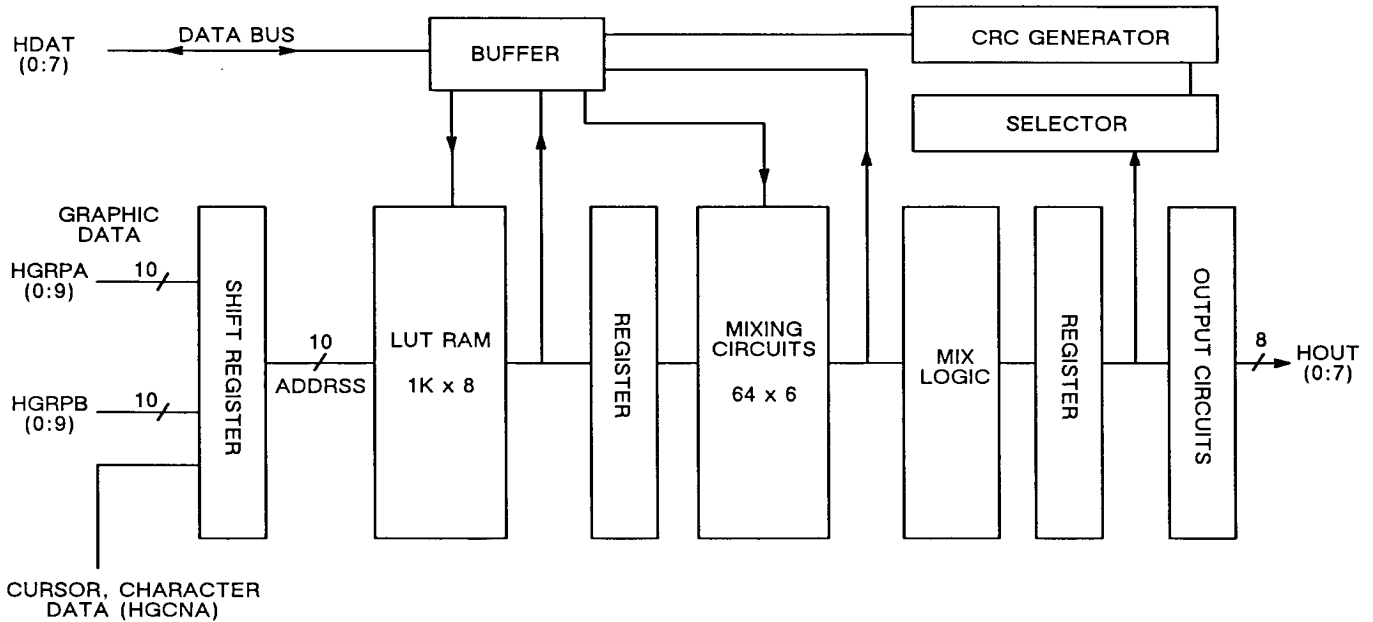 HDAT
(0:7)
DATA BUS
BUFFER
CRC GENERATOR
SELECTOR
GRAPHIC
DATA
HGRPA
(0:9)
10
HGRPB
(0:9)
10
CURSOR, CHARACTER
DATA (HGCNA)
SHIFT REGISTER
10
ADDRSS
LUT RAM
1K x 8
REGISTER
MIXING
CIRCUITS
64 x 6
MIX
LOGIC
REGISTER
OUTPUT CIRCUITS
8
HOUT
(0:7)